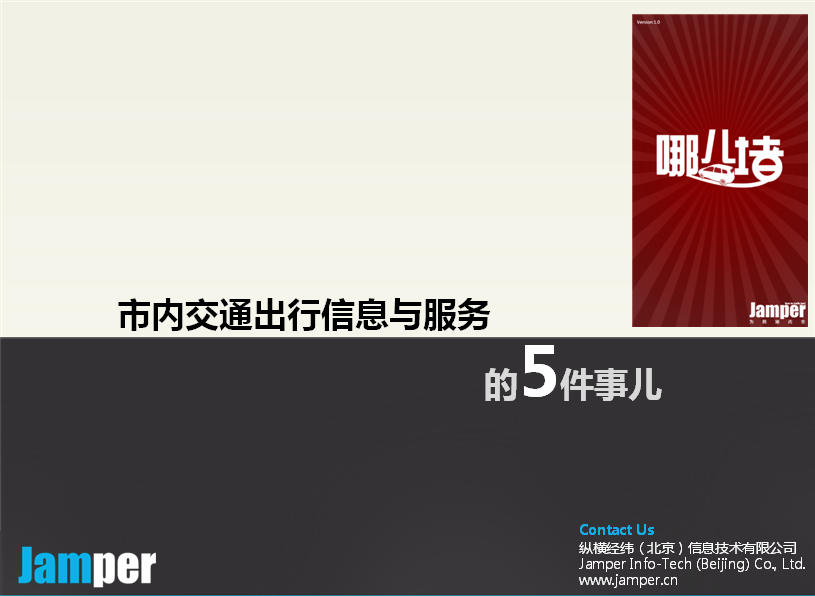 Version 1.0
哪儿堵
Jamper
市内交通出行信息与服务
的5件事儿
Contact Us
纵横经纬（北京）信息技术有限公司
Jamper Info-Tech (Beijing) Co., Ltd.
www.jamper.cn
Jamper